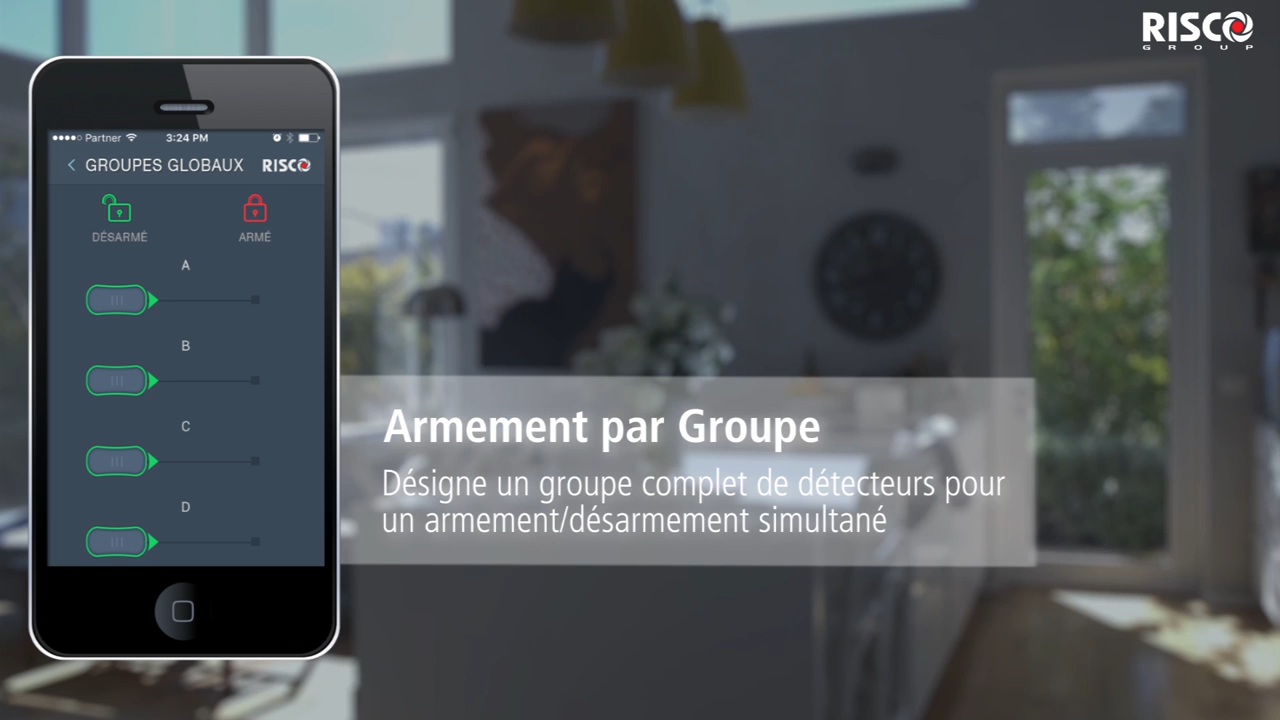 RISCO
GROUP
Partner 3:24 PM
GROUPES GLOBAUX RISCO
DÉSARMÉ ARMÉ
A
B
C
D
Armement par Groupe
Désigne un groupe complet de détecteurs pour
un armement/désarmement simultané